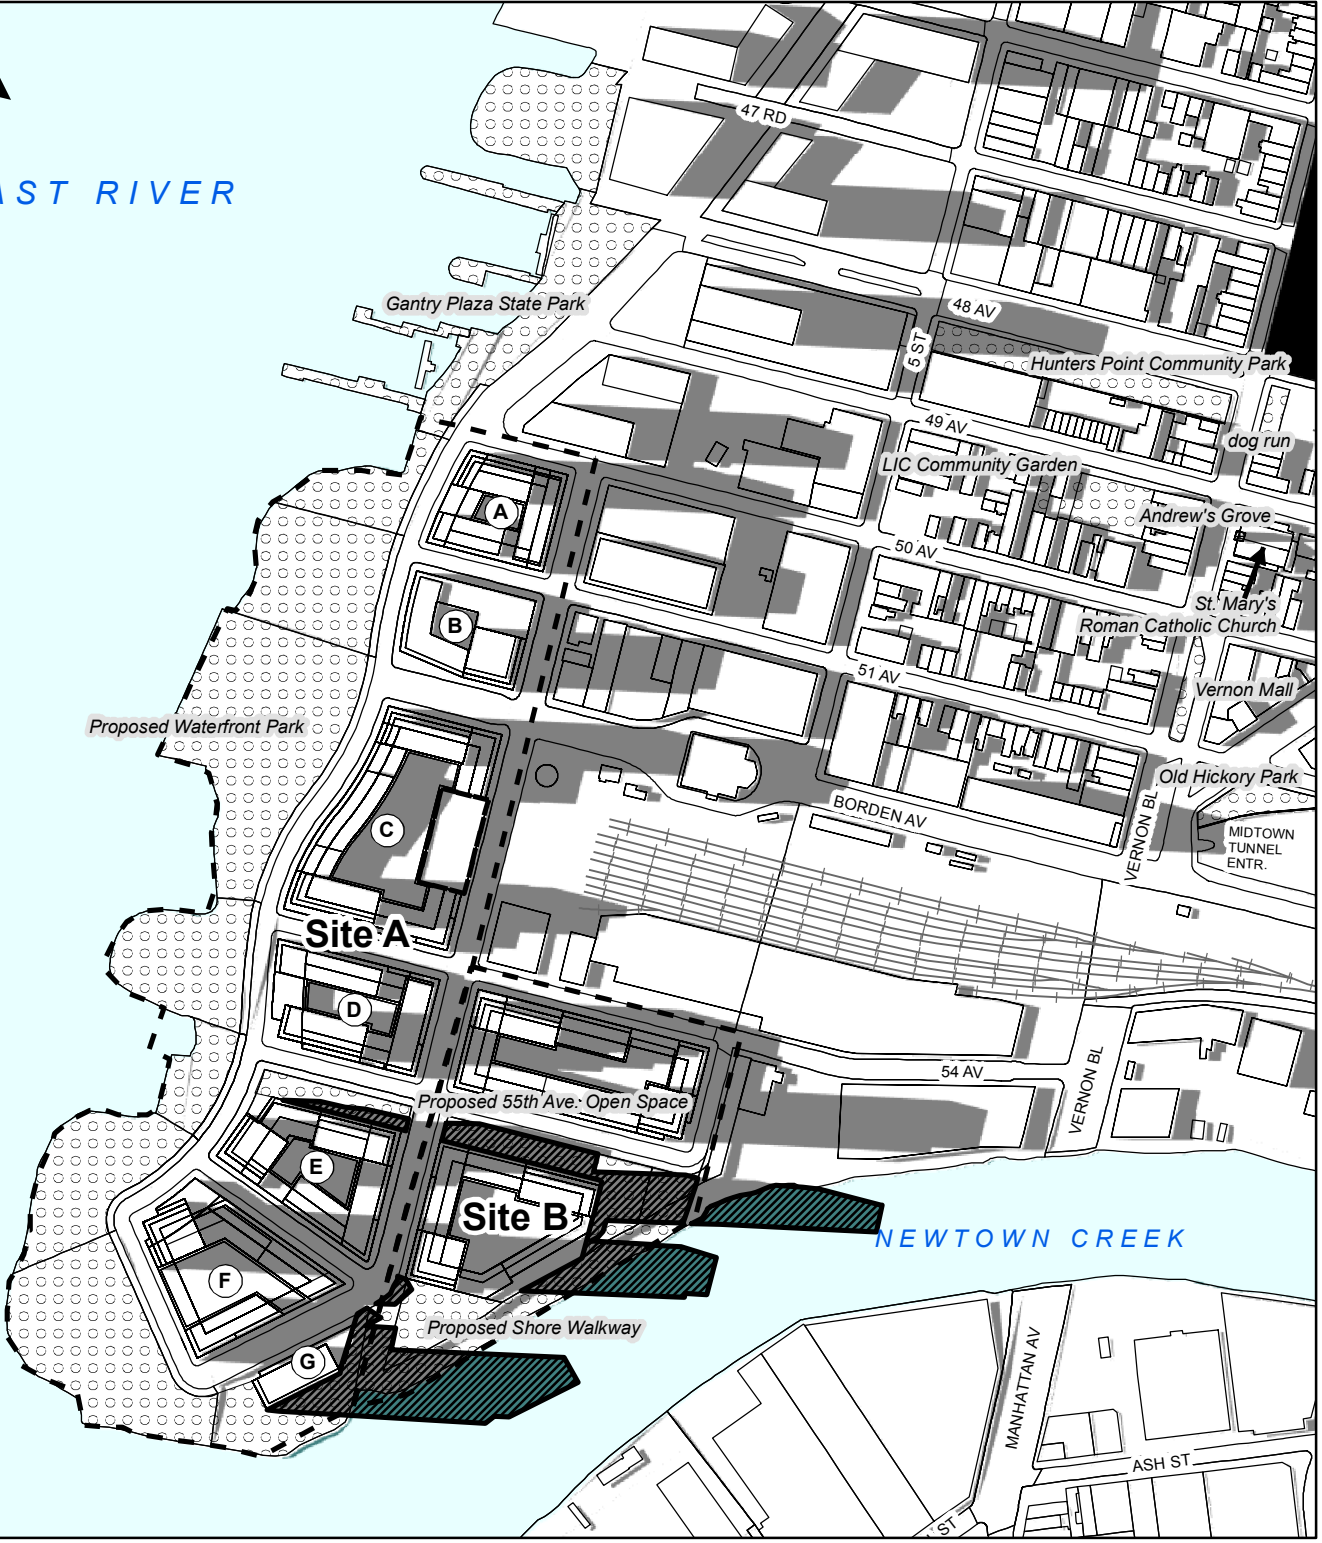 47 RD
AST RIVER
Gantry Plaza State Park
48 AV
5 ST
Hunters Point Community Park
49 AV
dog run
LIC Community Garden
A
Andrew's Grove
50 AV
St. Mary's
Roman Catholic Church
B
51 AV
Vernon Mall
Proposed Waterfront Park
Old Hickory Park
BORDEN AV
VERNON BL
MIDTOWN
TUNNEL
ENTR.
C
Site A
D
54 AV
VERNON BL
Proposed 55th Ave. Open Space
E
Site B
NEWTOWN CREEK
F
Proposed Shore Walkway
G
MANHATTAN AV
ASH ST
ST